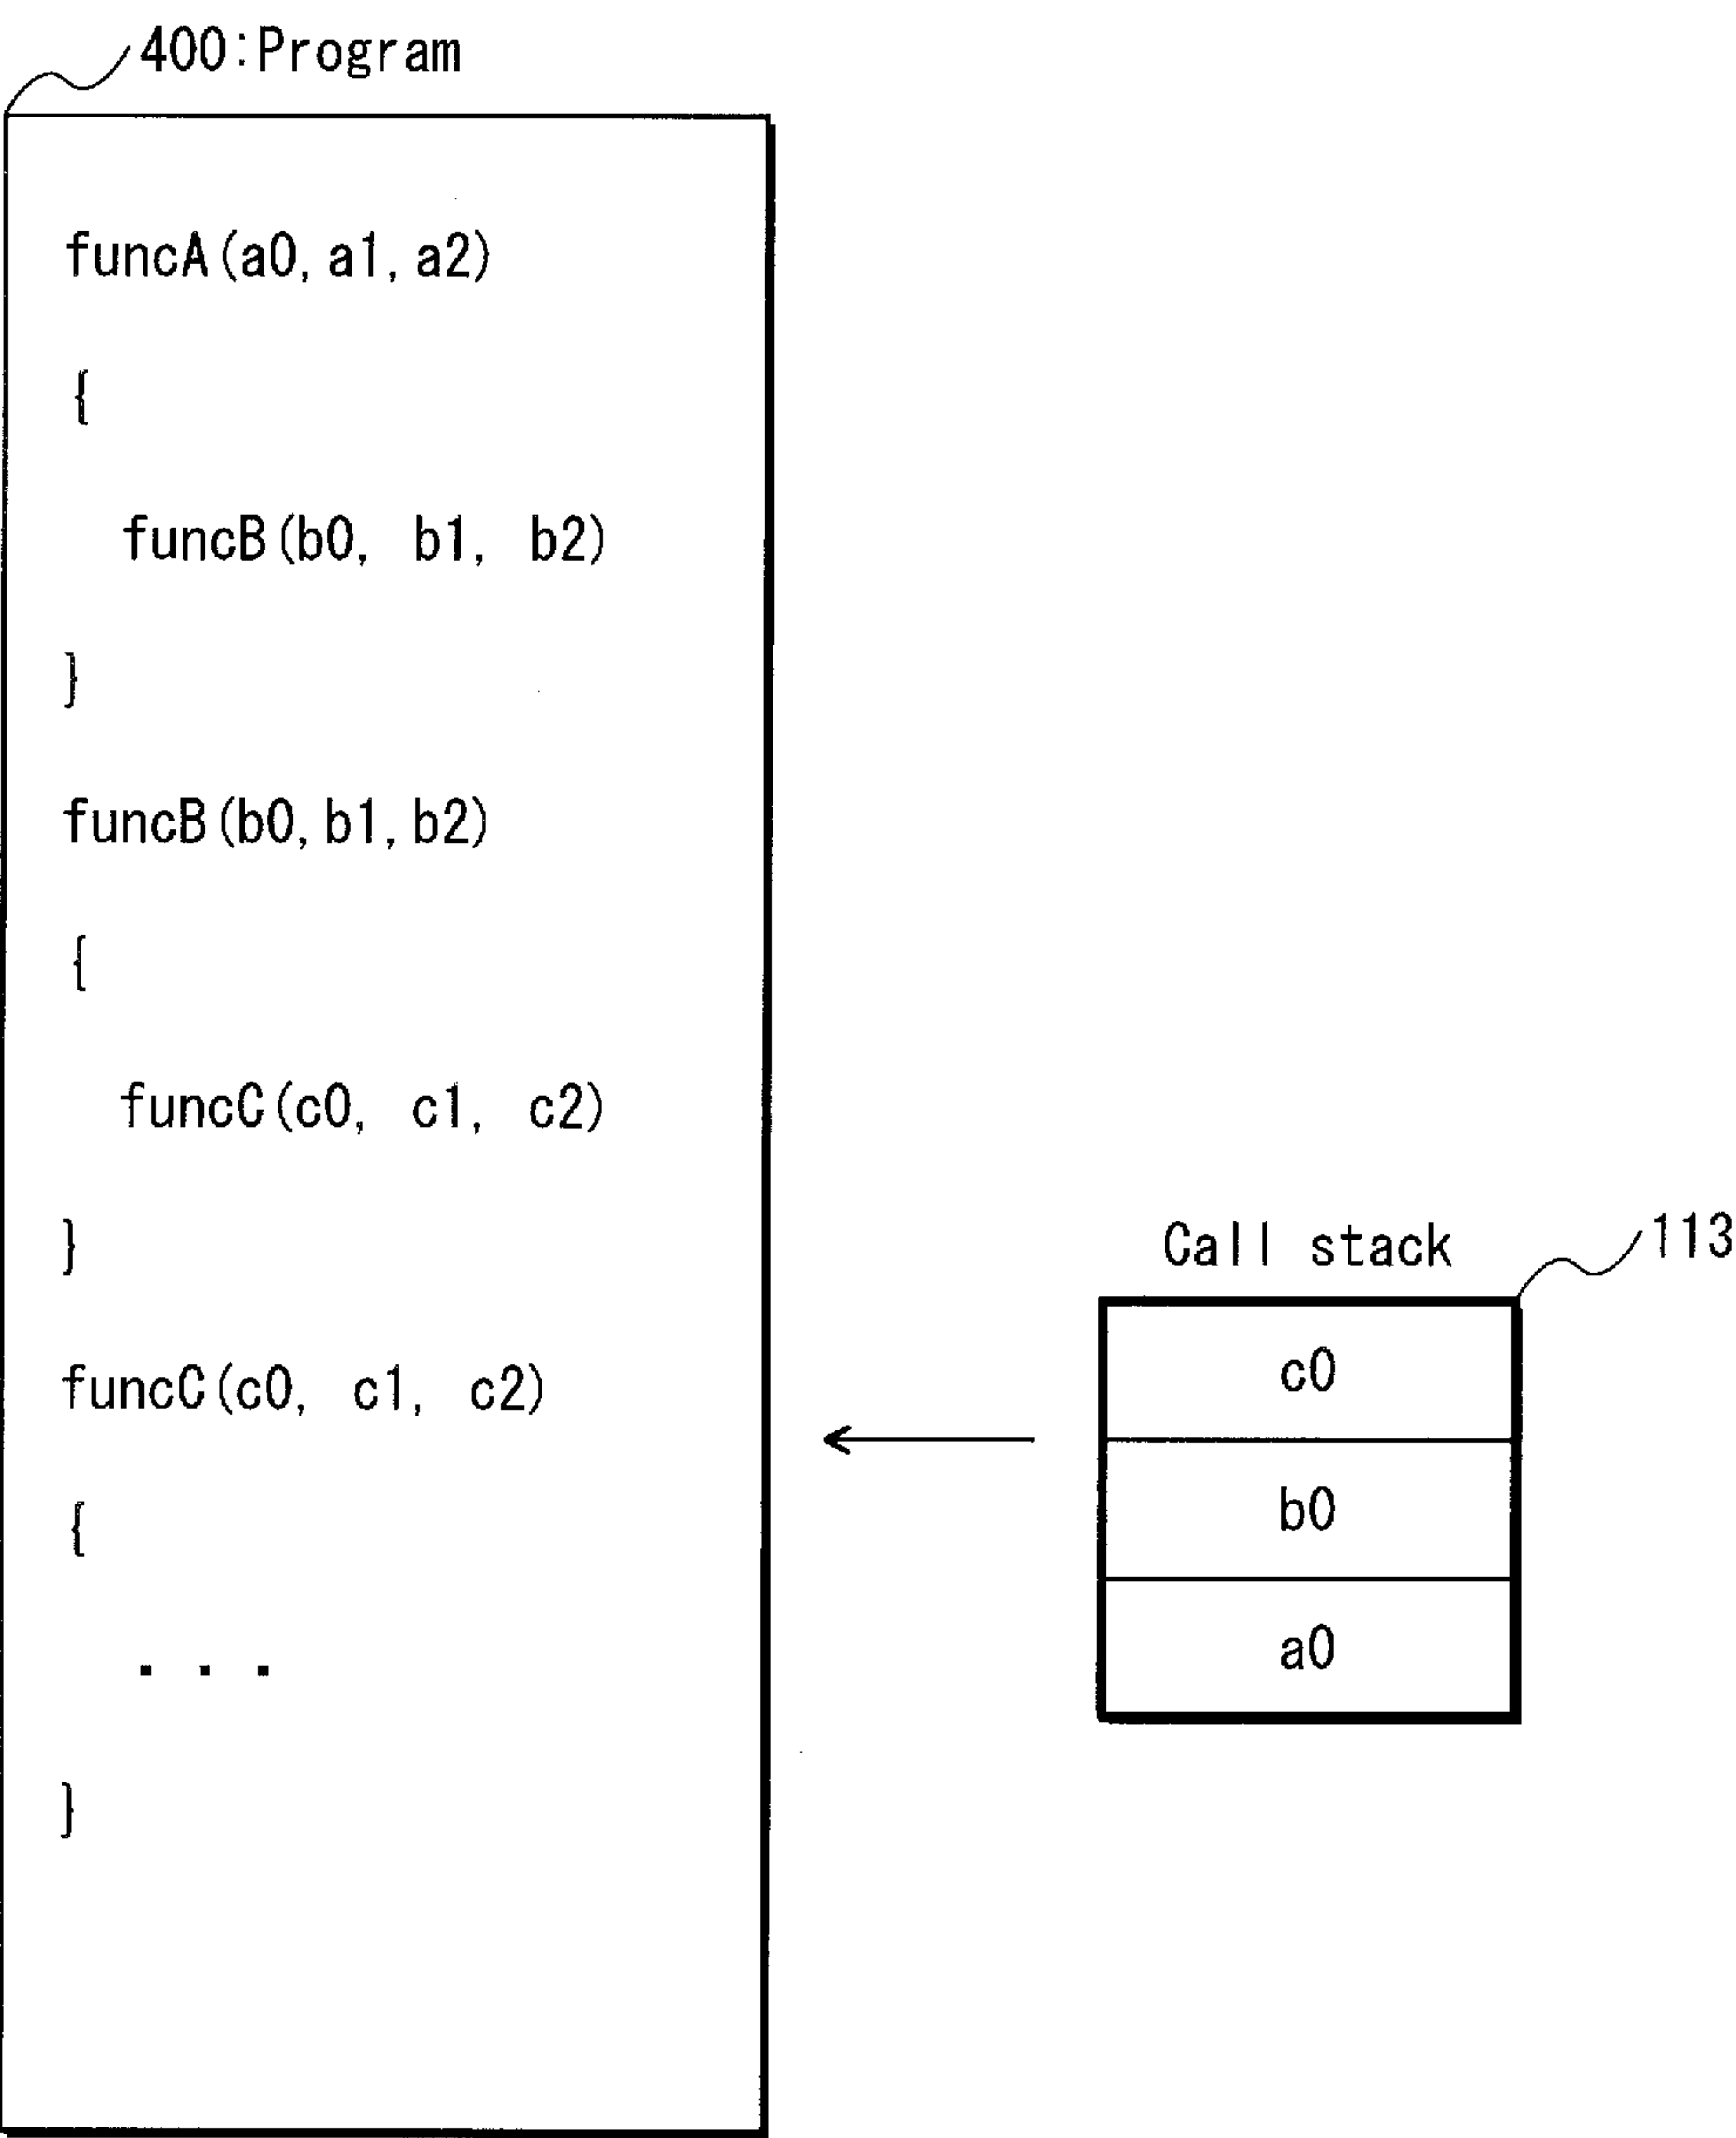 400:Program
funcA(a0,a1,a2)
{
funcB(b0, b1, b2)
}
funcB(b0,b1,b2)
{
funcC(c0, c1, c2)
}
funcC(c0, c1, c2)
{
...
}
Call stack
113
c0
b0
a0